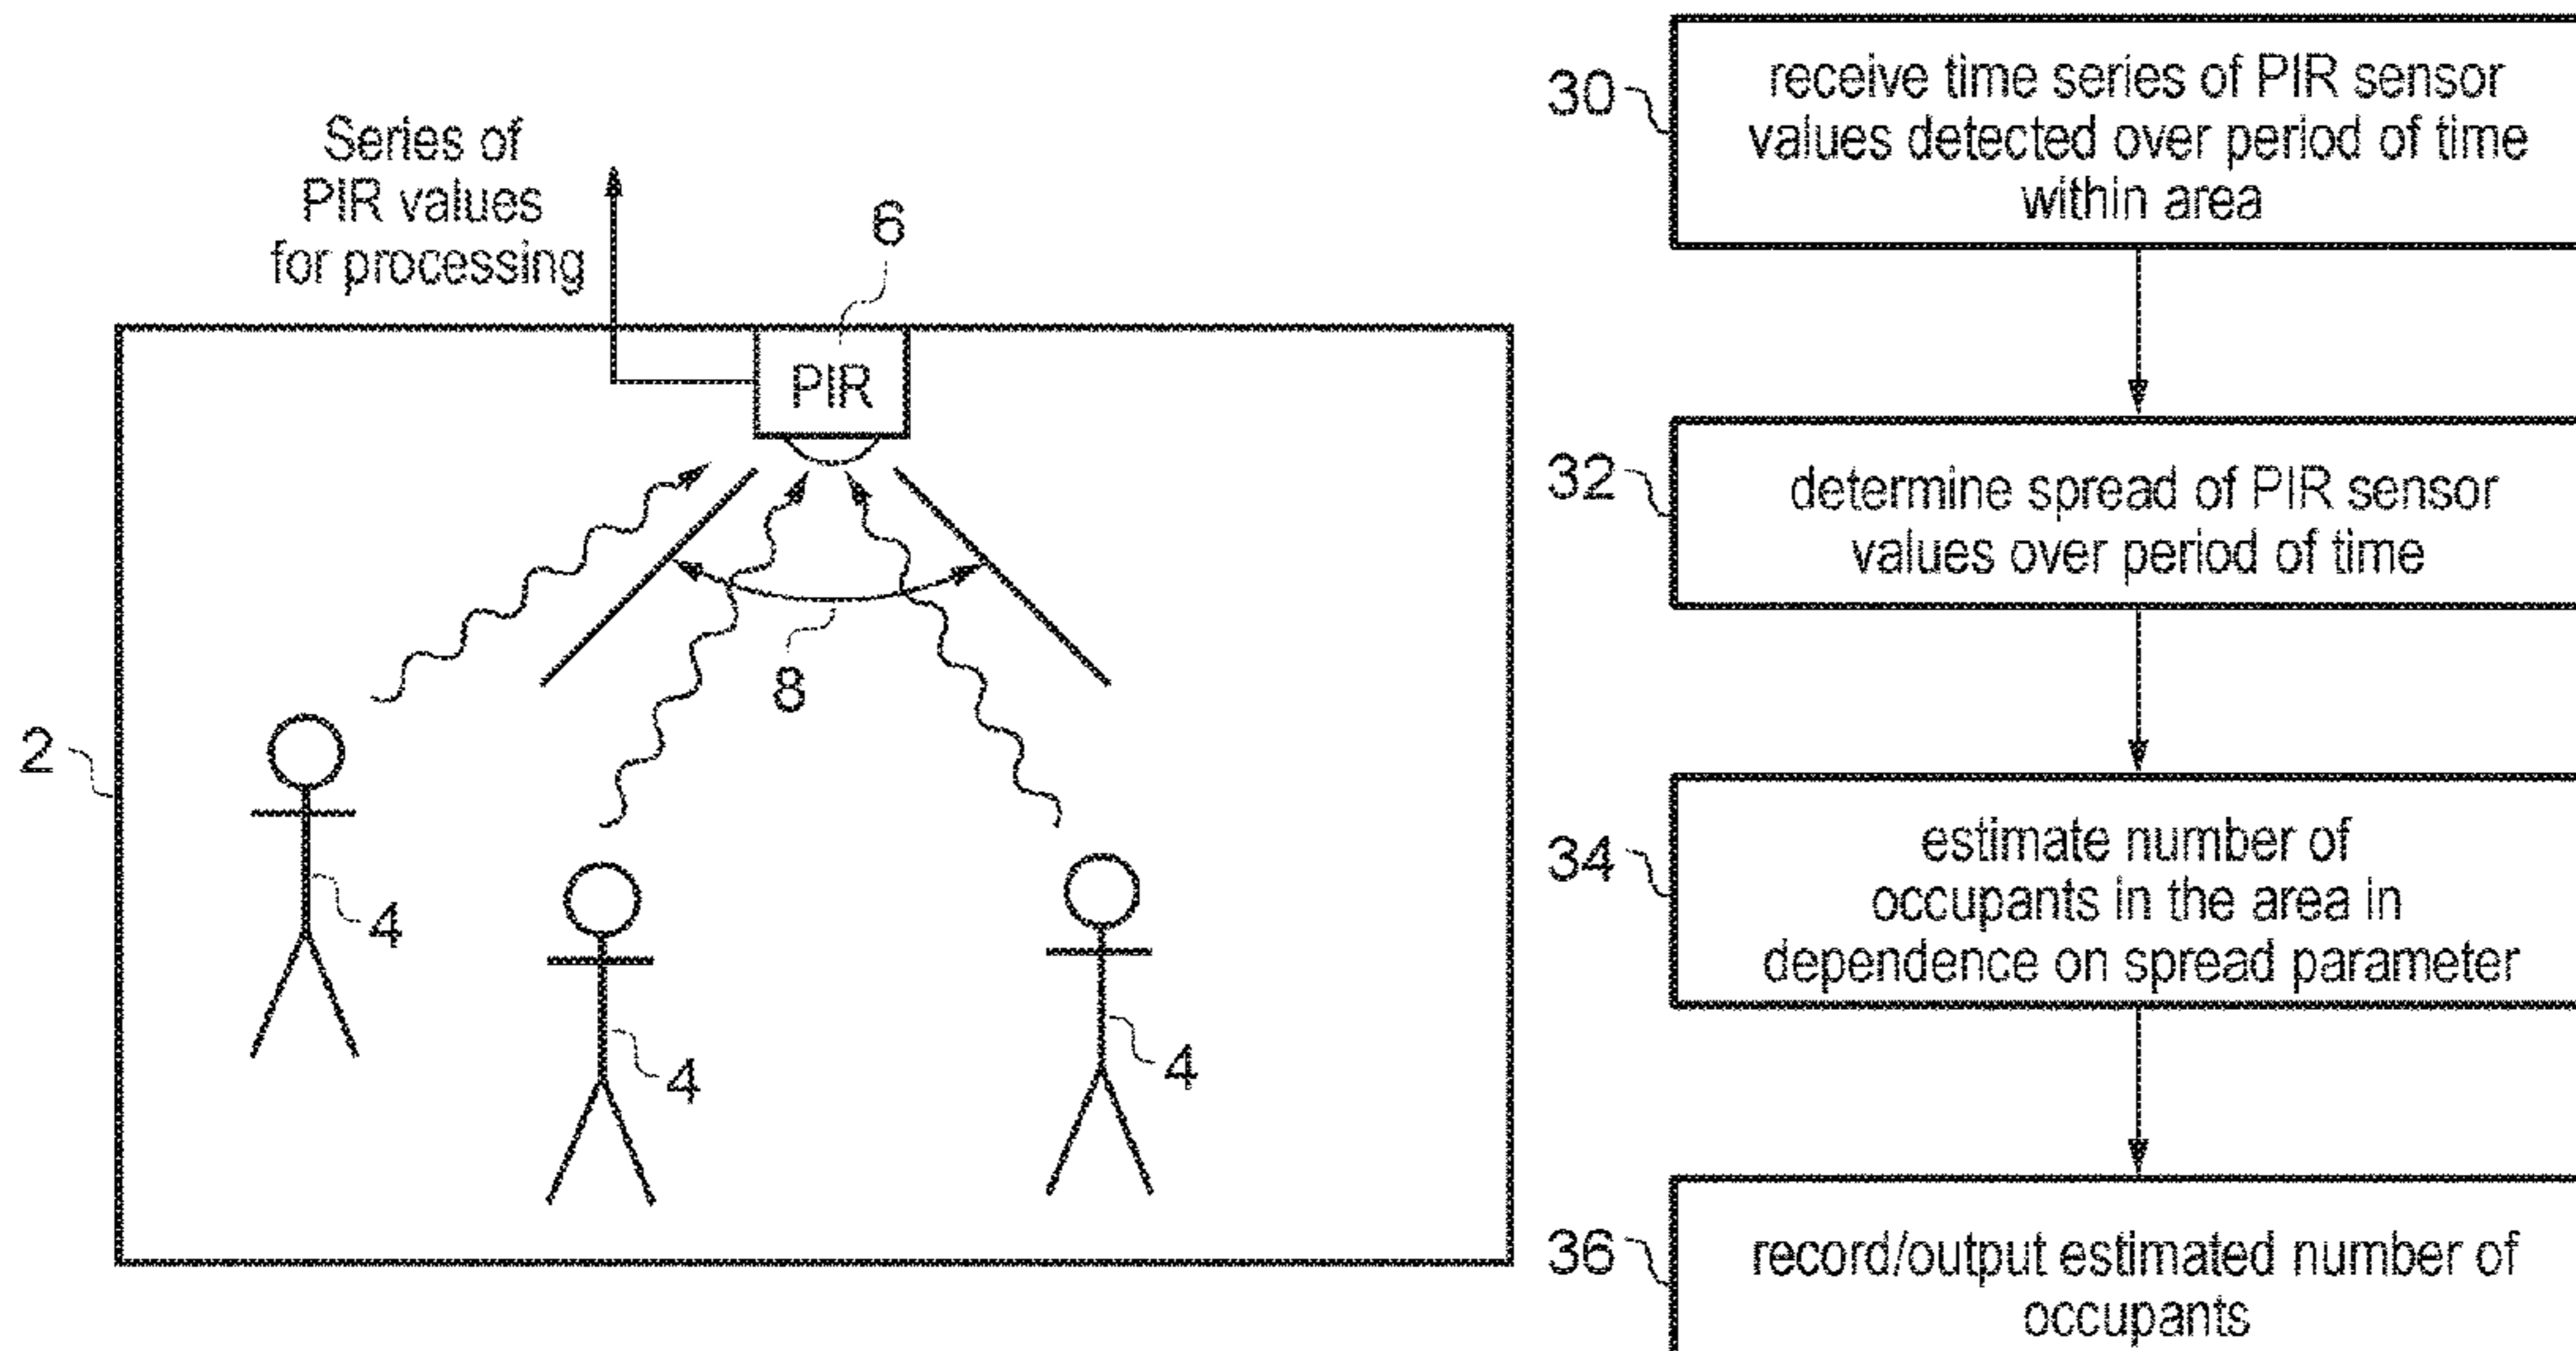 Series of
PIR values
for processing
6
PIR
8
2
4
4
4
30
receive time series of PIR sensor
values detected over period of time
within area
32
determine spread of PIR sensor
values over period of time
34
estimate number of
occupants in the area in
dependence on spread parameter
36
record/output estimated number of
occupants